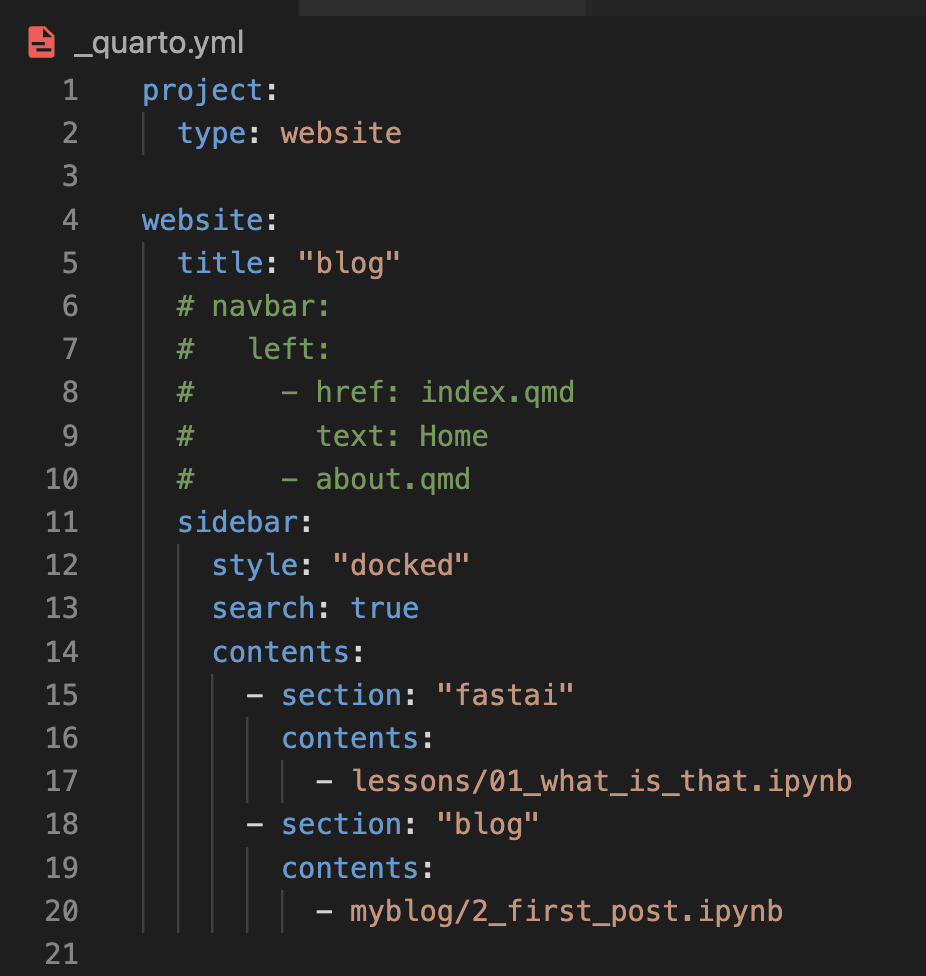 _quarto.yml
1 project:
2   type: website
3
4 website:
5   title: "blog"
6   # navbar:
7   #   left:
8   #     - href: index.qmd
9   #       text: Home
10   #     - about.qmd
11   sidebar:
12     style: "docked"
13     search: true
14     contents:
15       - section: "fastai"
16         contents:
17           - lessons/01_what_is_that.ipynb
18       - section: "blog"
19         contents:
20           - myblog/2_first_post.ipynb
21